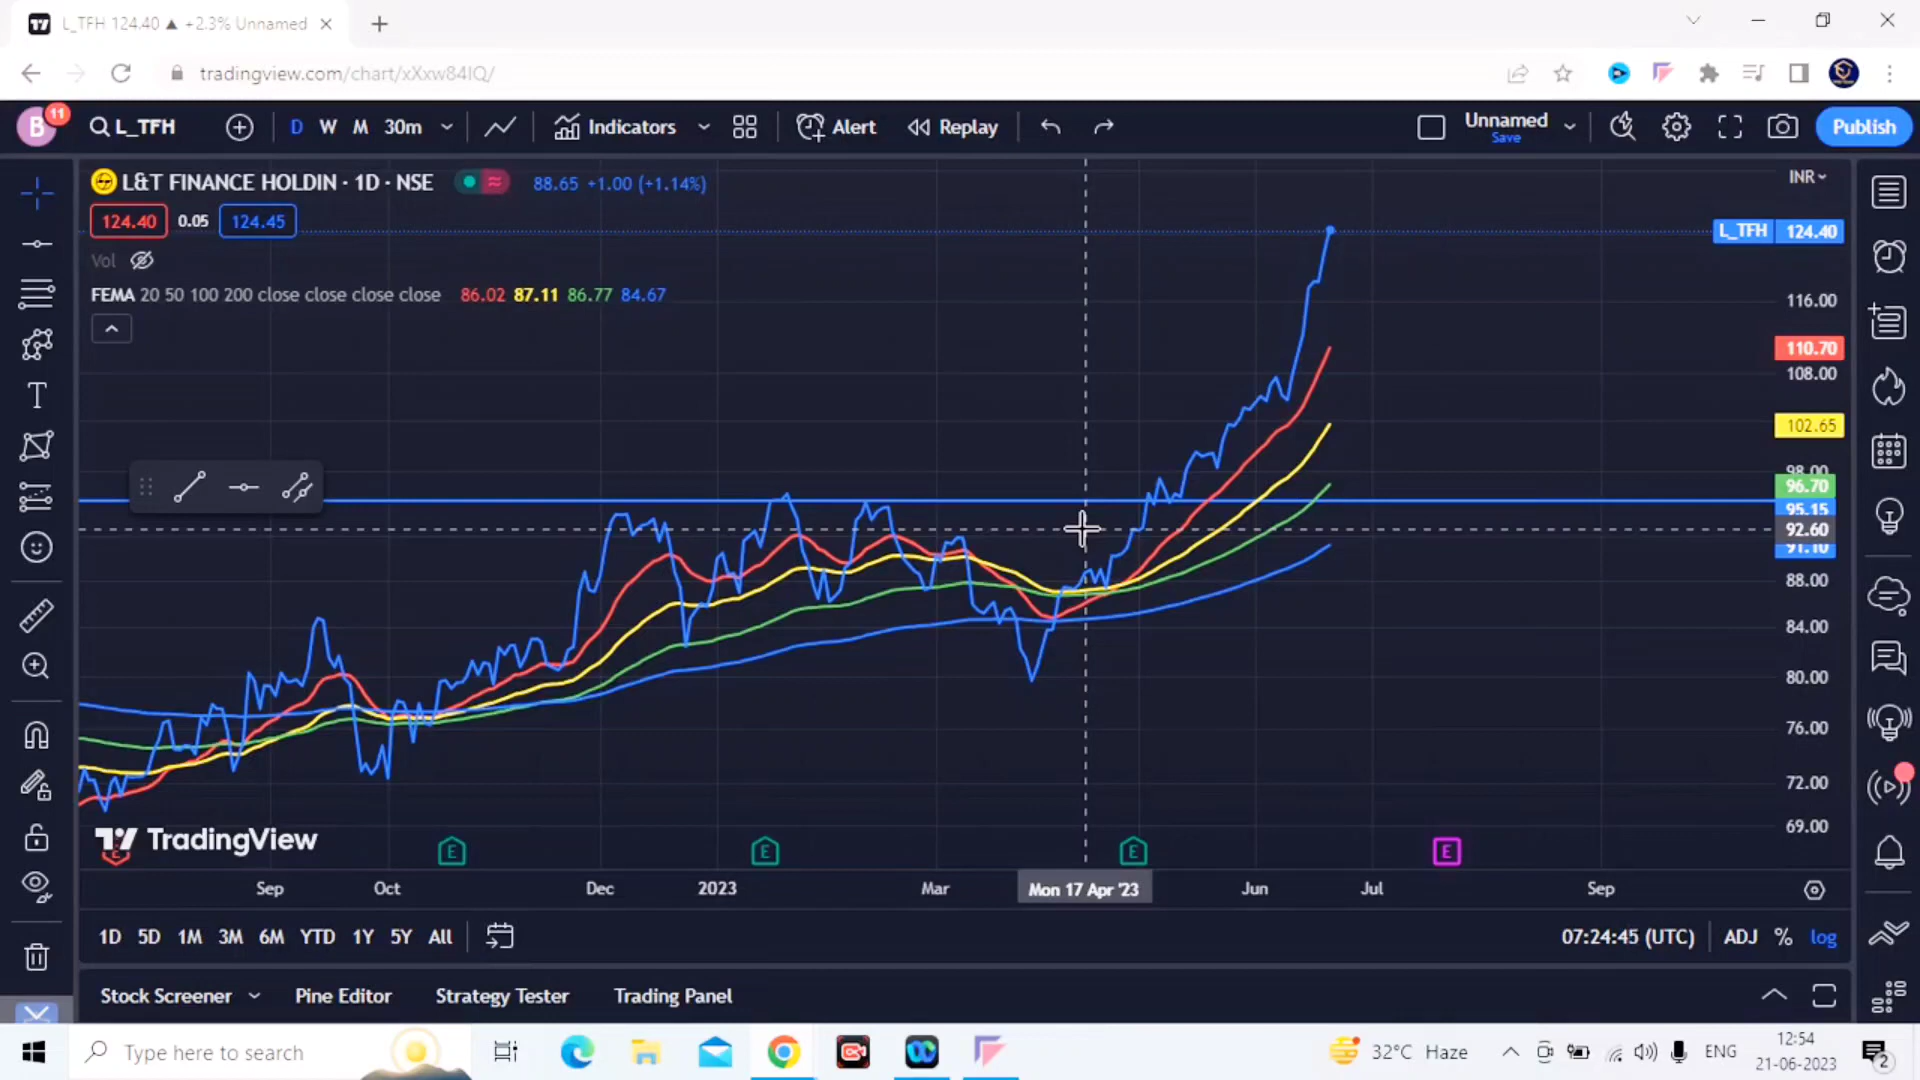 L_TFH 124.40 ▲ +2.3% Unnamed
tradingview.com/chart/xXxw84IQ/
B 11 L_TFH D W M 30m Indicators Alert Replay Unnamed Save Publish
L&T FINANCE HOLDIN · 1D · NSE 88.65 +1.00 (+1.14%) INR
124.40 0.05 124.45 L_TFH 124.40
Vol
FEMA 20 50 100 200 close close close close 86.02 87.11 86.77 84.67
116.00
110.70
108.00
102.65
98.00
96.70
95.15
92.60
91.10
88.00
84.00
80.00
76.00
72.00
69.00
TradingView
E E E E E
Sep Oct Dec 2023 Mar Mon 17 Apr '23 Jun Jul Sep
1D 5D 1M 3M 6M YTD 1Y 5Y All 07:24:45 (UTC) ADJ % log
Stock Screener Pine Editor Strategy Tester Trading Panel
Type here to search 32°C Haze ENG 12:54
21-06-2023 2